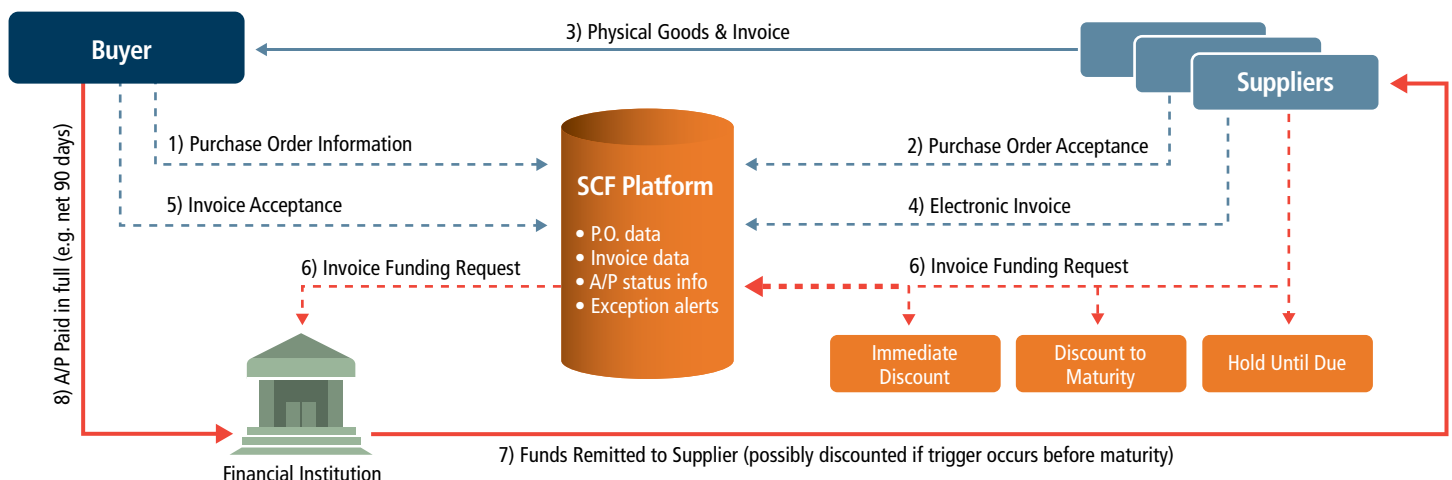 3) Physical Goods & Invoice
Buyer
Suppliers
1) Purchase Order Information
2) Purchase Order Acceptance
SCF Platform
5) Invoice Acceptance
4) Electronic Invoice
• P.O. data
• Invoice data
• A/P status info
• Exception alerts
6) Invoice Funding Request
6) Invoice Funding Request
8) A/P Paid in full (e.g. net 90 days)
Immediate
Discount
Discount to
Maturity
Hold Until Due
7) Funds Remitted to Supplier (possibly discounted if trigger occurs before maturity)
Financial Institution